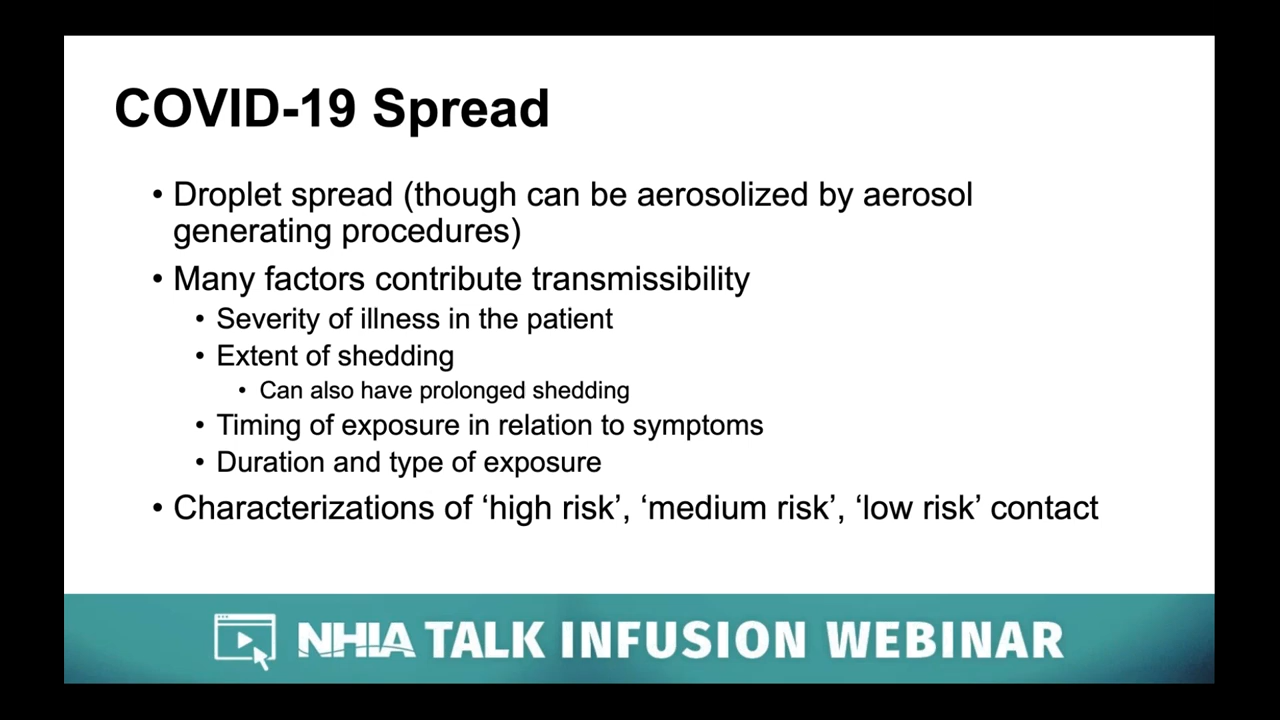 COVID-19 Spread
• Droplet spread (though can be aerosolized by aerosol
generating procedures)
• Many factors contribute transmissibility
• Severity of illness in the patient
• Extent of shedding
• Can also have prolonged shedding
• Timing of exposure in relation to symptoms
• Duration and type of exposure
• Characterizations of ‘high risk’, ‘medium risk’, ‘low risk’ contact
NHIA TALK INFUSION WEBINAR